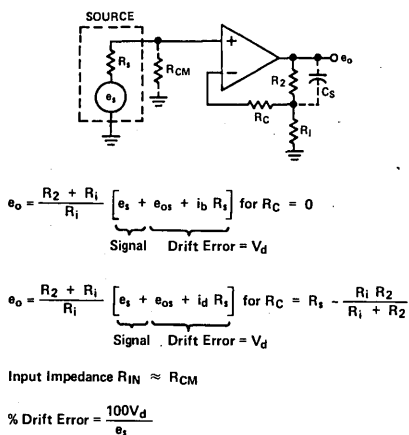 SOURCE
Rs
es
RCM
+
−
eo
R2
CS
RC
Ri
eo = (R2 + Ri)/Ri [es + eos + ib Rs] for RC = 0
Signal Drift Error = Vd
eo = (R2 + Ri)/Ri [es + eos + id Rs] for RC = Rs - (Ri R2)/(Ri + R2)
Signal Drift Error = Vd
Input Impedance RIN ≈ RCM
% Drift Error = 100Vd/es